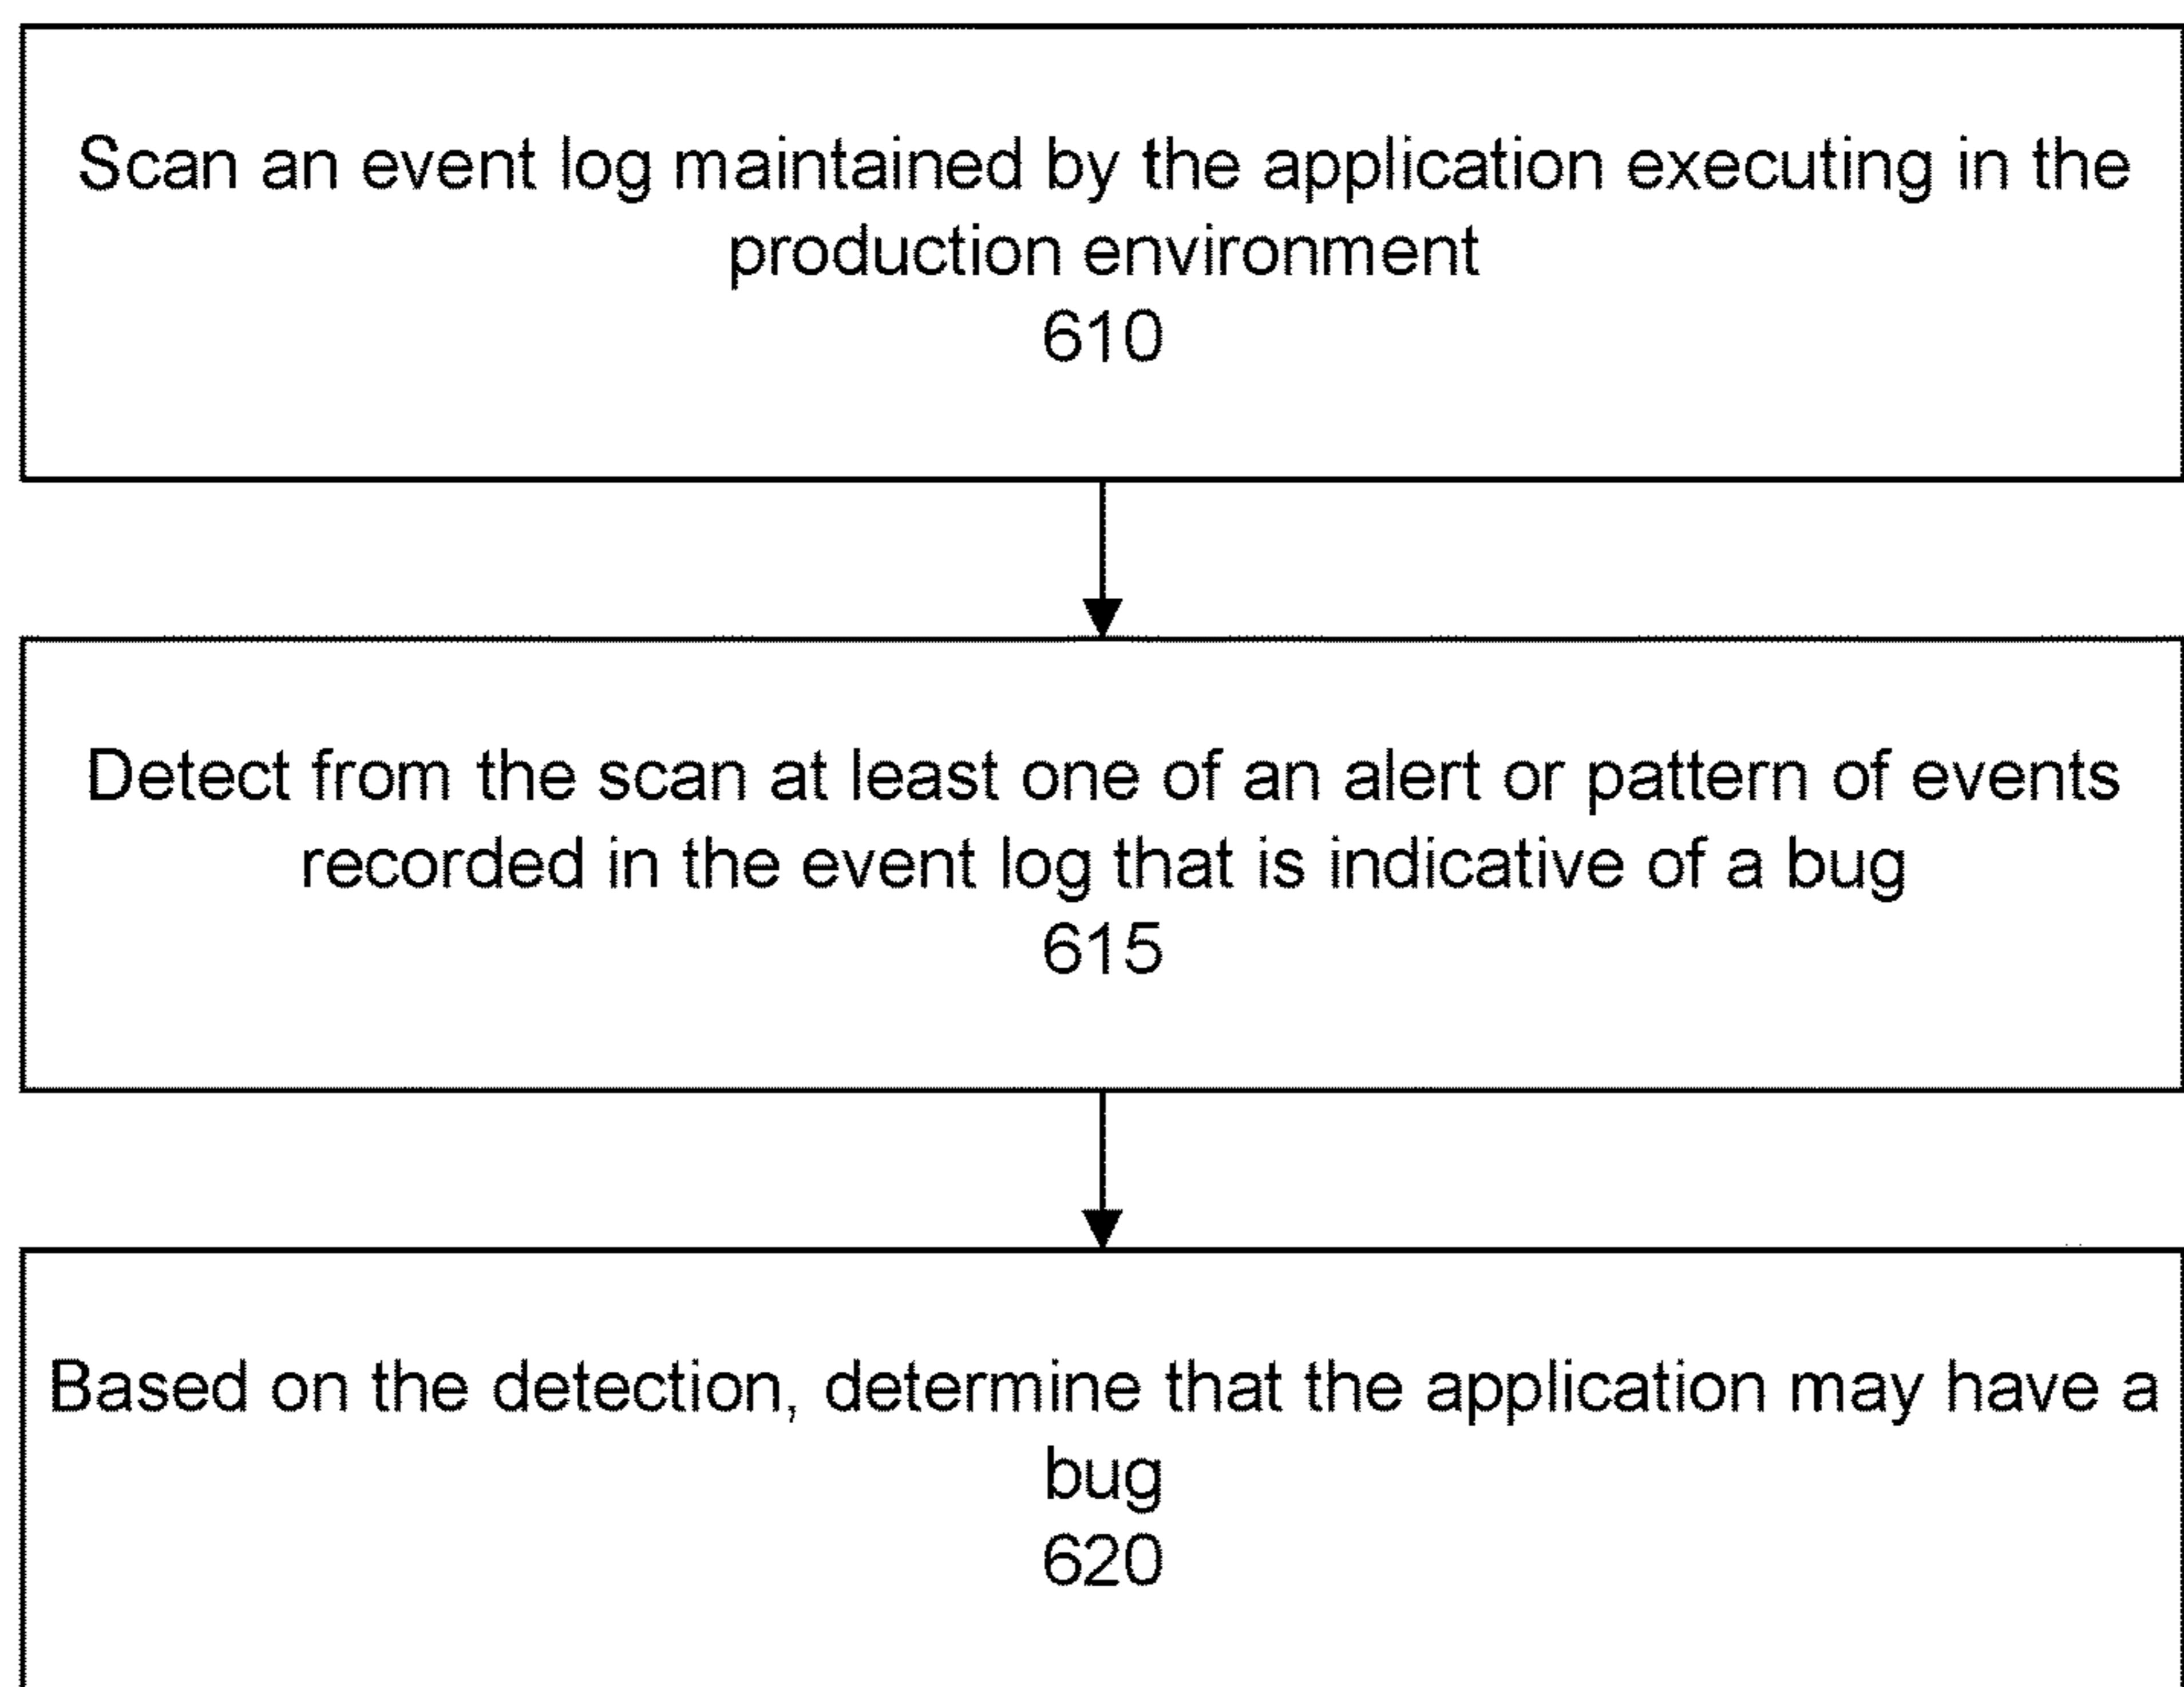 Scan an event log maintained by the application executing in the
production environment
610
Detect from the scan at least one of an alert or pattern of events
recorded in the event log that is indicative of a bug
615
Based on the detection, determine that the application may have a
bug
620